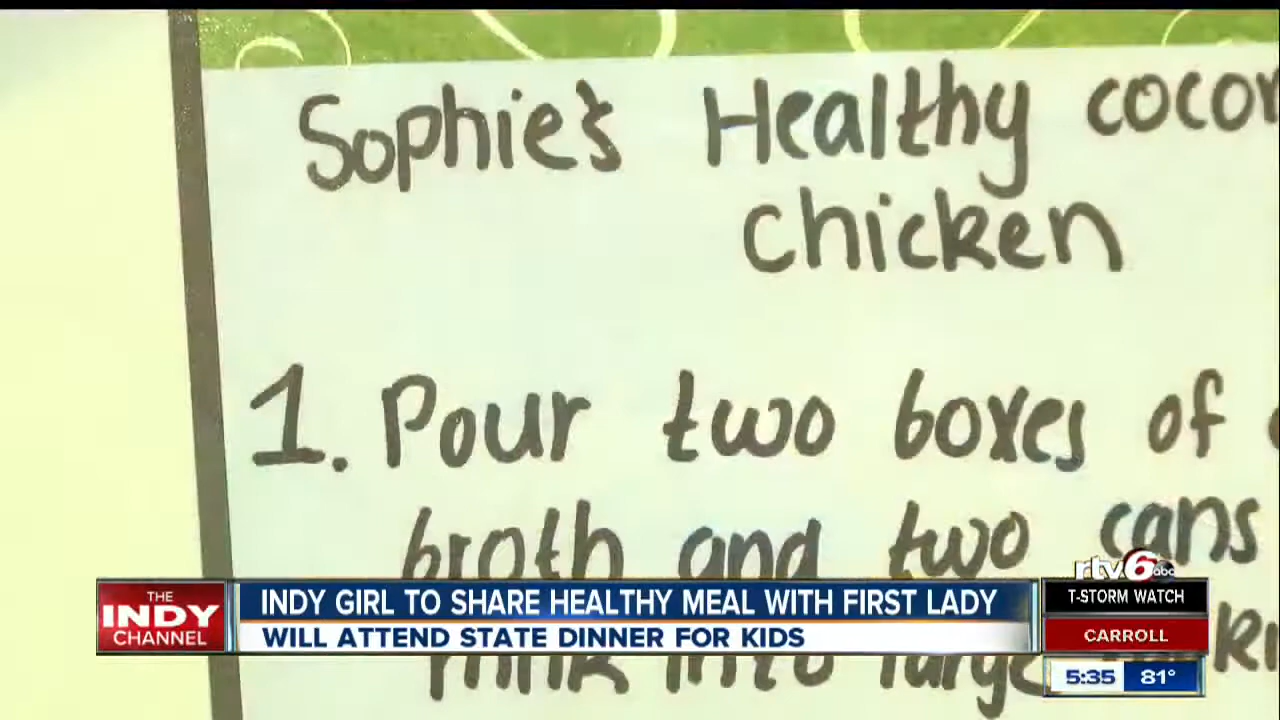 Sophie's Healthy
chicken
1. Pour two boxes of
broth and two cans
into large
THE
INDY
CHANNEL
INDY GIRL TO SHARE HEALTHY MEAL WITH FIRST LADY
WILL ATTEND STATE DINNER FOR KIDS
rtv6 abc
T-STORM WATCH
CARROLL
5:35 81°